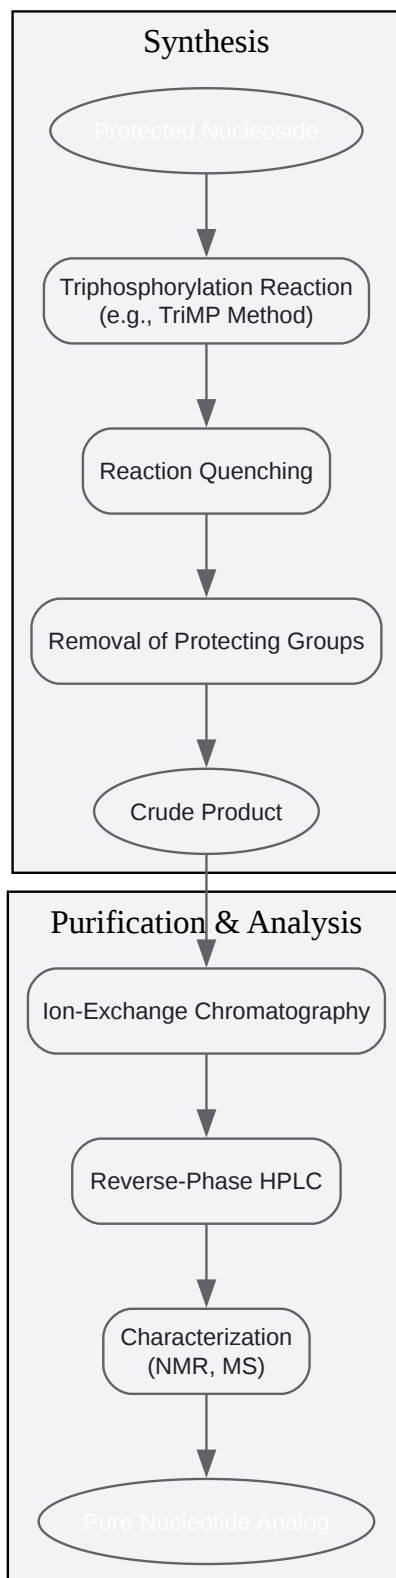 Synthesis
Protected Nucleoside
Triphosphorylation Reaction
(e.g., TriMP Method)
Reaction Quenching
Removal of Protecting Groups
Crude Product
Purification & Analysis
Ion-Exchange Chromatography
Reverse-Phase HPLC
Characterization
(NMR, MS)
Pure Nucleotide Analog